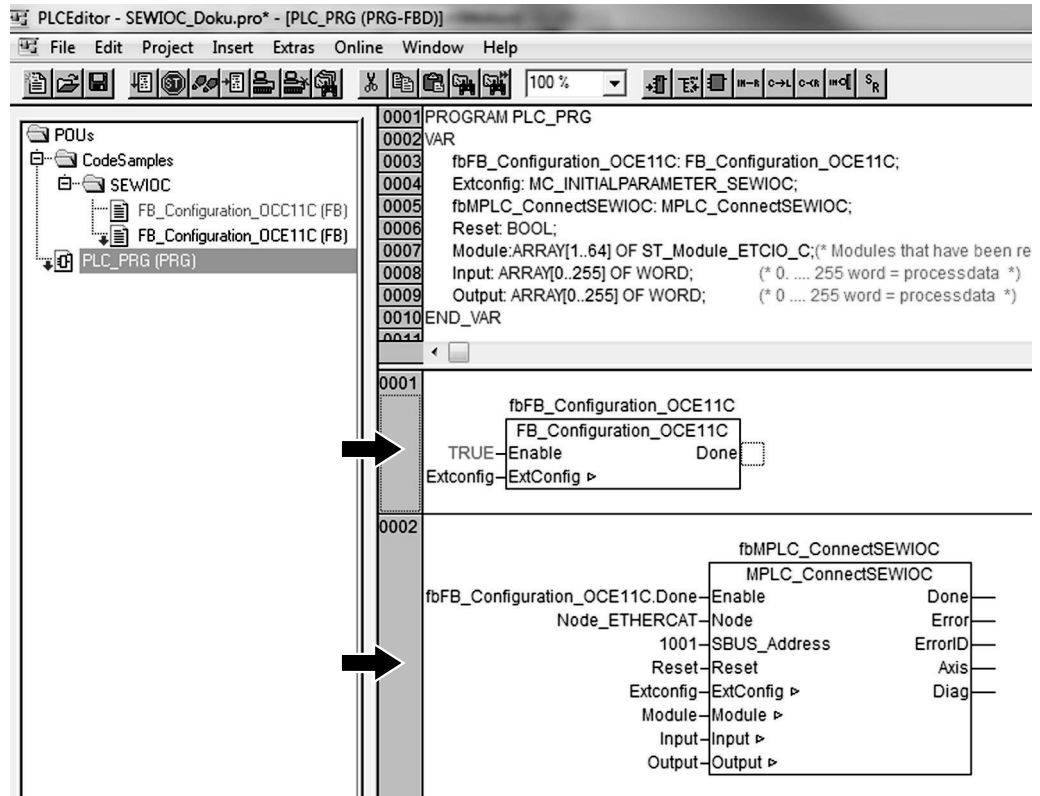 PLCEditor - SEWIOC_Doku.pro* - [PLC_PRG (PRG-FBD)]
File Edit Project Insert Extras Online Window Help
100 %
POUs
CodeSamples
SEWIOC
FB_Configuration_OCC11C (FB)
FB_Configuration_OCE11C (FB)
PLC_PRG (PRG)
0001 PROGRAM PLC_PRG
0002 VAR
0003 fbFB_Configuration_OCE11C: FB_Configuration_OCE11C;
0004 Extconfig: MC_INITIALPARAMETER_SEWIOC;
0005 fbMPLC_ConnectSEWIOC: MPLC_ConnectSEWIOC;
0006 Reset: BOOL;
0007 Module:ARRAY[1..64] OF ST_Module_ETCIO_C;(* Modules that have been re
0008 Input: ARRAY[0..255] OF WORD; (* 0. .... 255 word = processdata *)
0009 Output: ARRAY[0..255] OF WORD; (* 0 .... 255 word = processdata *)
0010 END_VAR
0011
0001
fbFB_Configuration_OCE11C
FB_Configuration_OCE11C
TRUE Enable Done
Extconfig ExtConfig
0002
fbMPLC_ConnectSEWIOC
MPLC_ConnectSEWIOC
fbFB_Configuration_OCE11C.Done Enable Done
Node_ETHERCAT Node Error
1001 SBUS_Address ErrorID
Reset Reset Axis
Extconfig ExtConfig Diag
Module Module
Input Input
Output Output